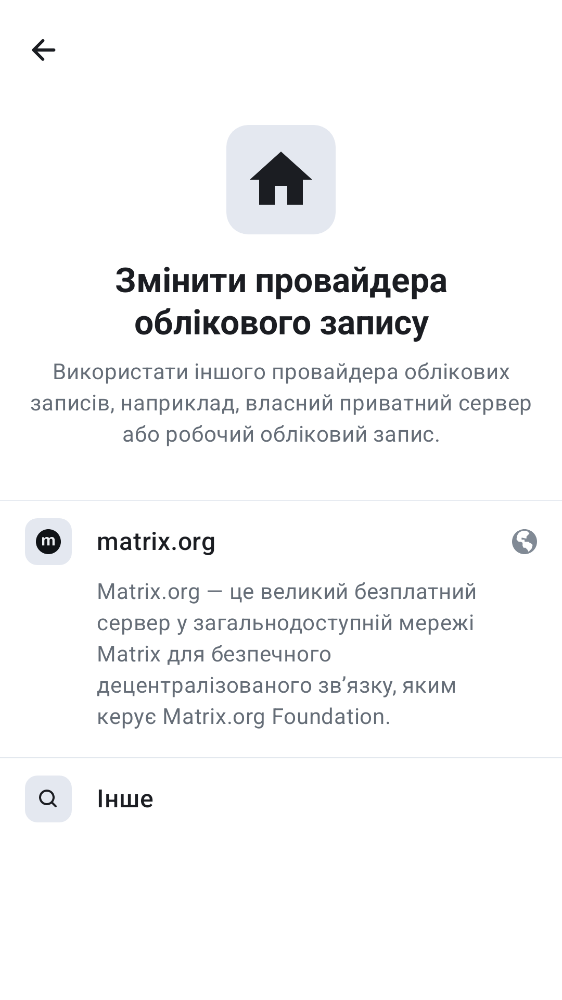 Змінити провайдера
облікового запису
Використати іншого провайдера облікових
записів, наприклад, власний приватний сервер
або робочий обліковий запис.
m
matrix.org
Matrix.org — це великий безплатний
сервер у загальнодоступній мережі
Matrix для безпечного
децентралізованого зв’язку, яким
керує Matrix.org Foundation.
Інше